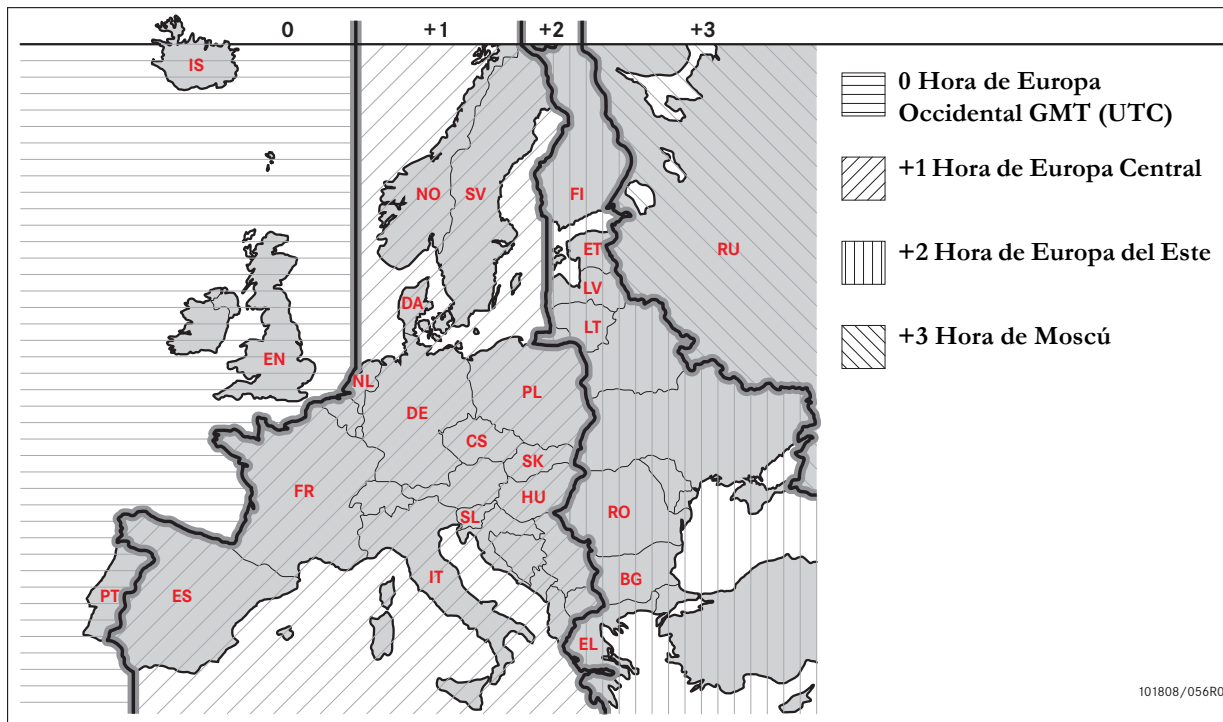 0 +1 +2 +3
IS
0 Hora de Europa
Occidental GMT (UTC)
+1 Hora de Europa Central
+2 Hora de Europa del Este
+3 Hora de Moscú
NO SV FI
ET
RU
LV
DA
LT
EN
NL
PL
DE
CS
SK
FR
HU
RO
SL
IT
BG
PT ES
EL
101808/056R0